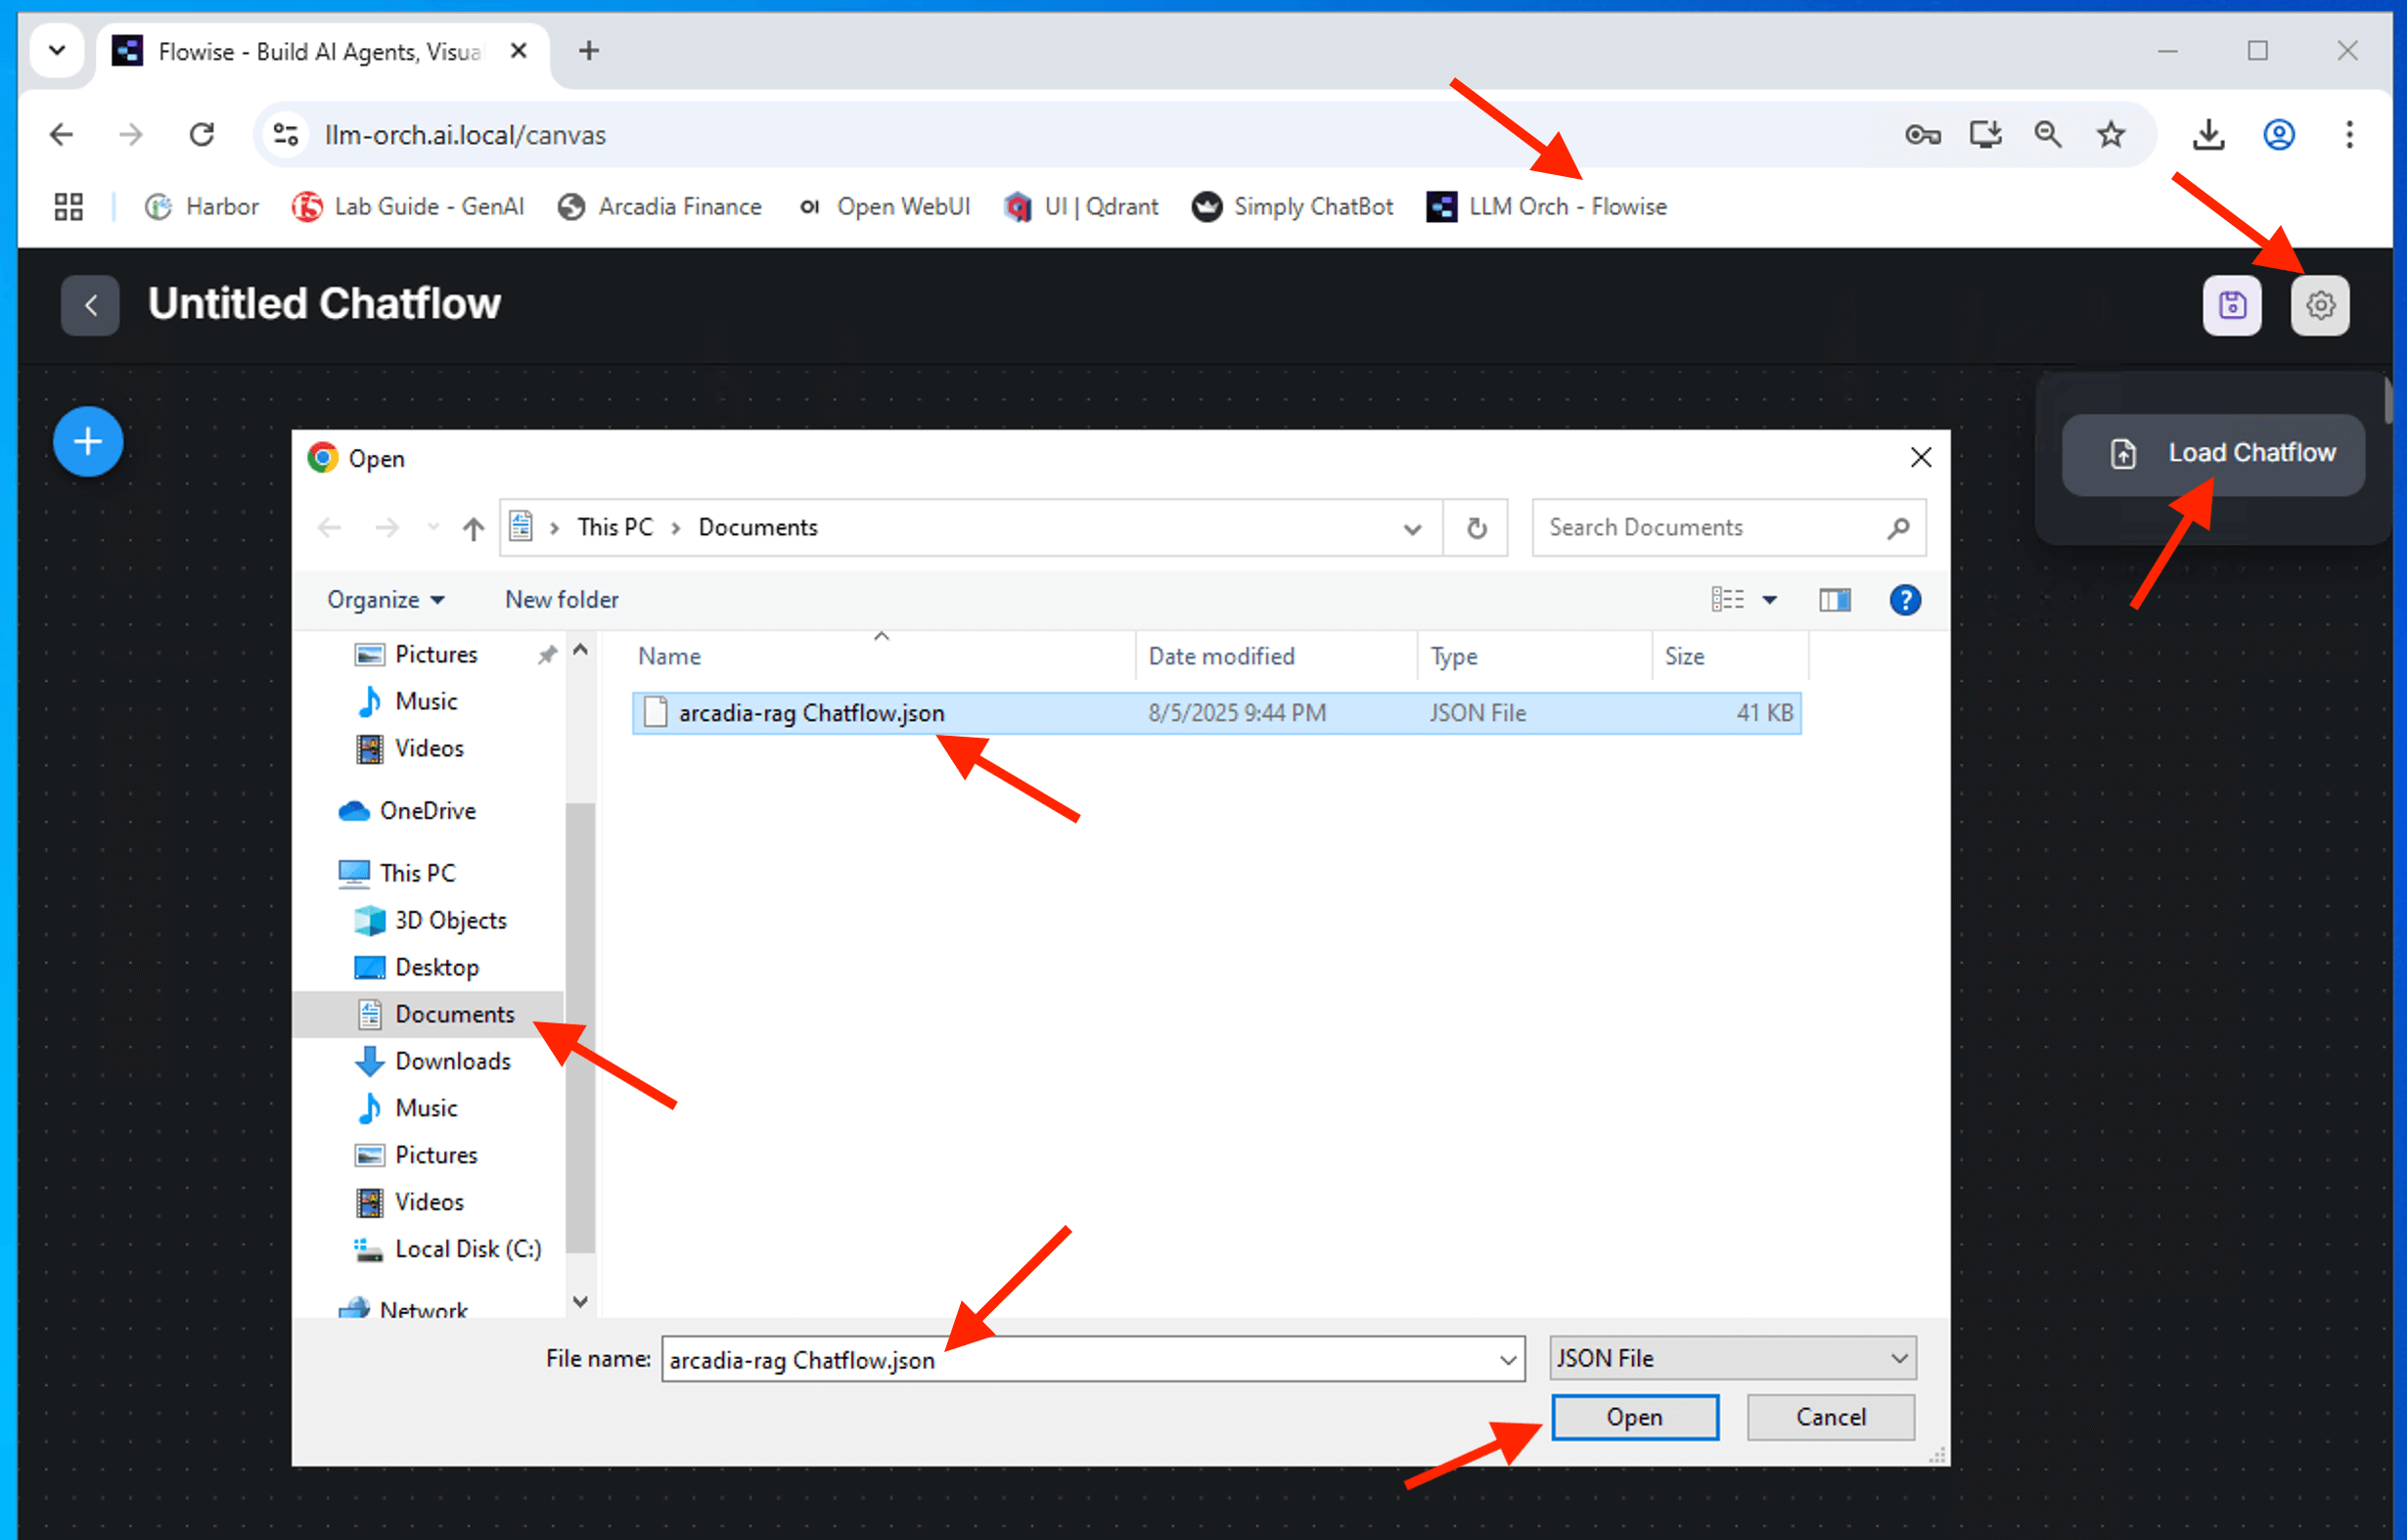 Flowise - Build AI Agents, Visua
llm-orch.ai.local/canvas
Harbor Lab Guide - GenAI Arcadia Finance OI Open WebUI UI | Qdrant Simply ChatBot LLM Orch - Flowise
Untitled Chatflow
Load Chatflow
Open
This PC > Documents
Search Documents
Organize New folder
Name Date modified Type Size
arcadia-rag Chatflow.json 8/5/2025 9:44 PM JSON File 41 KB
Pictures
Music
Videos
OneDrive
This PC
3D Objects
Desktop
Documents
Downloads
Music
Pictures
Videos
Local Disk (C:)
Network
File name: arcadia-rag Chatflow.json JSON File
Open Cancel